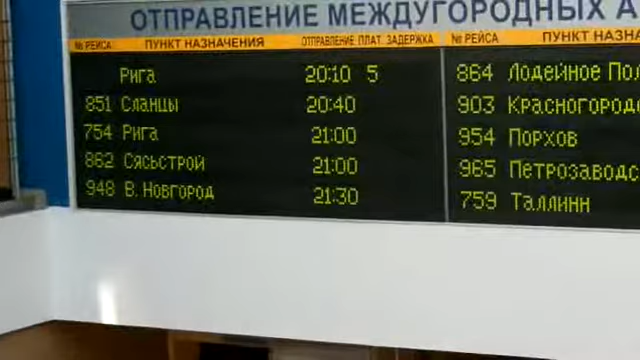 ОТПРАВЛЕНИЕ МЕЖДУГОРОДНЫХ А
№ РЕЙСА ПУНКТ НАЗНАЧЕНИЯ ОТПРАВЛЕНИЕ ПЛАТ. ЗАДЕРЖКА № РЕЙСА ПУНКТ НАЗНА
Рига 20:10 5
851 Сланцы 20:40
754 Рига 21:00
862 Сясьстрой 21:00
948 В. Новгород 21:30
864 Лодейное Пол
903 Красногородс
954 Порхов
965 Петрозаводс
759 Таллинн